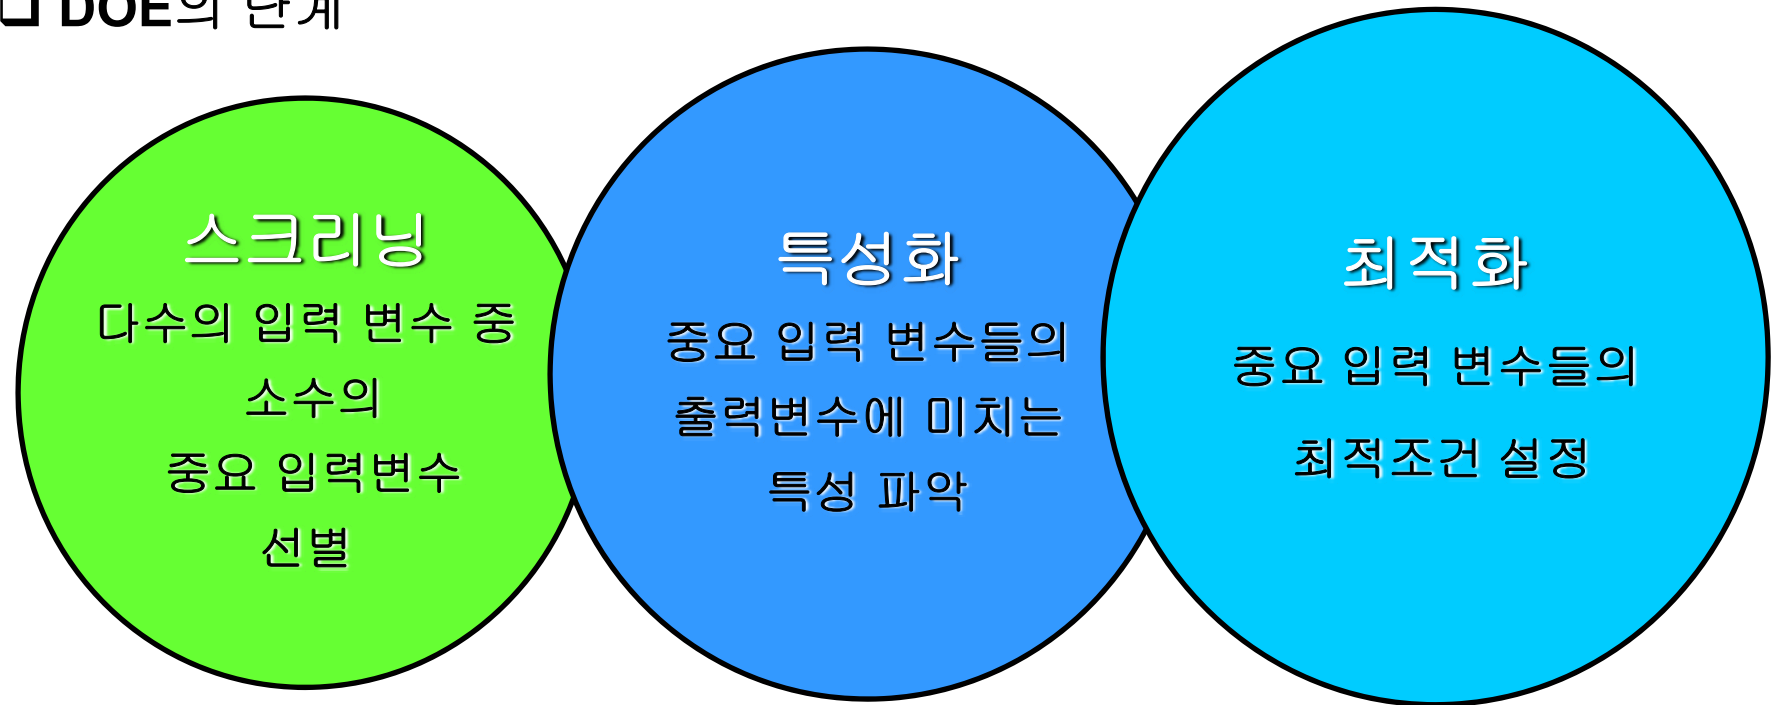 ❑ DOE의 단계
스크리닝
다수의 입력 변수 중
소수의
중요 입력변수
선별
특성화
중요 입력 변수들의
출력변수에 미치는
특성 파악
최적화
중요 입력 변수들의
최적조건 설정